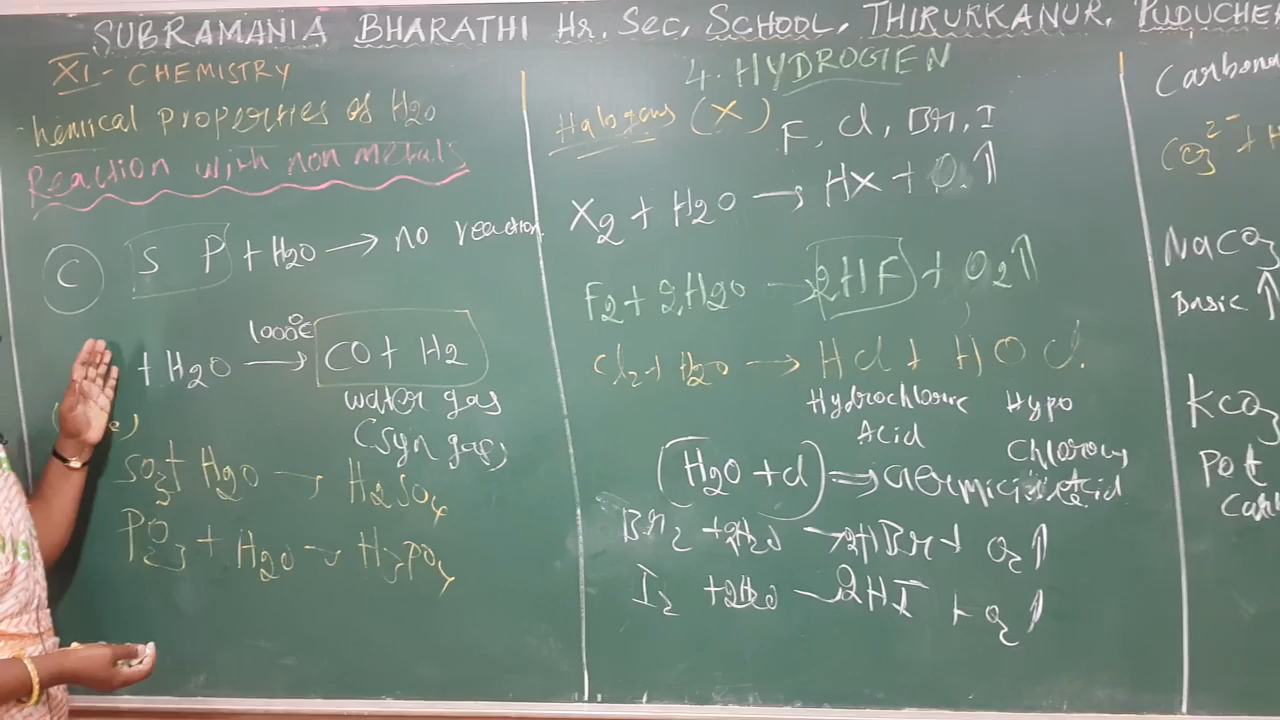 SUBRAMANIA BHARATHI Hr. Sec, SCHOOL, THIRUKKANUR. PUDUCHE
XI - CHEMISTRY
4. HYDROGEN
hemical properties of H2O
Reaction with non metals
C S P + H2O → no reaction
+ H2O 1000°C → CO + H2
water gas
(syn gas)
SO3 + H2O → H2SO4
+ H2O → H3PO4
Halogens (X)
F, Cl, Br, I
X2 + H2O → HX + O2↑
F2 + 2H2O → 2HF + O2↑
Cl2 + H2O → HCl + HOCl.
Hydrochloric Acid
Hypo Chlorous Acid
(H2O + Cl) → Germicide
Br2 + 2H2O → 2HBr + O2↑
I2 + 2H2O → 2HI + O2↑
Carbona
CO3 2- + H
NaCO3
Basic ↑
KCO3
Pot
Car